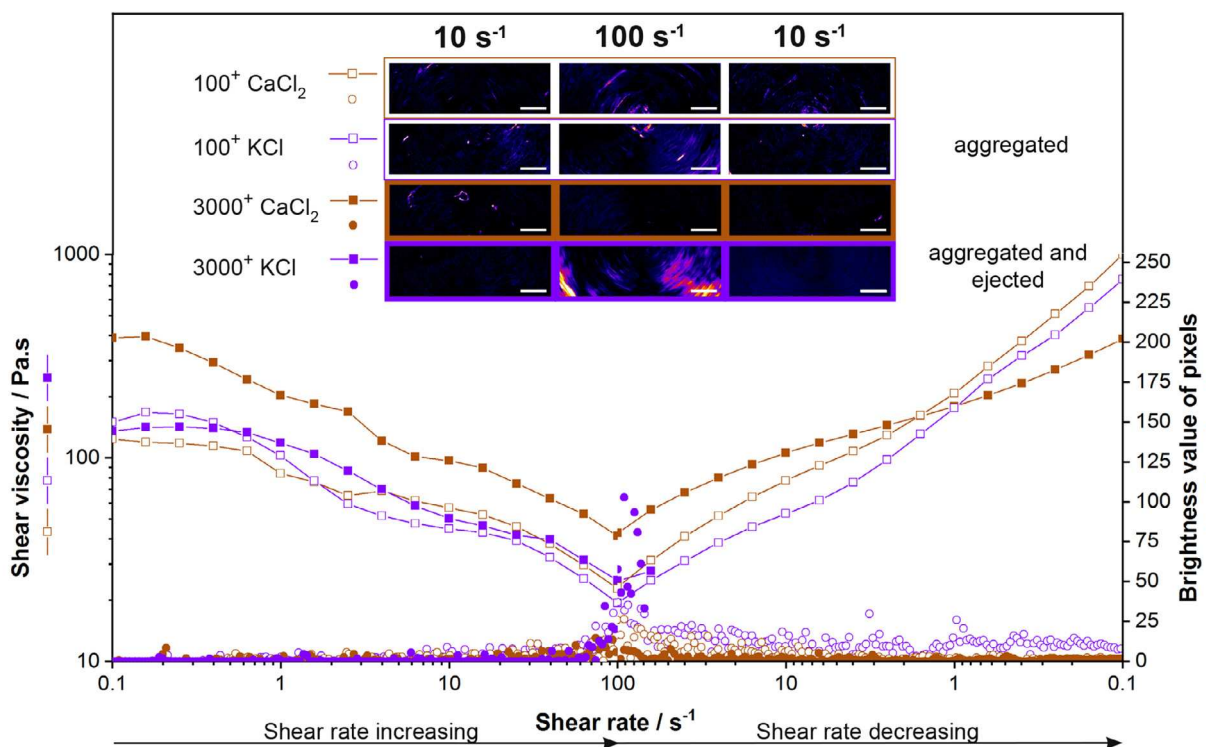 10 s⁻¹ 100 s⁻¹ 10 s⁻¹
100⁺ CaCl₂
100⁺ KCl
aggregated
3000⁺ CaCl₂
3000⁺ KCl
aggregated and
ejected
Shear viscosity / Pa.s
1000
100
10
Brightness value of pixels
250
225
200
175
150
125
100
75
50
25
0
0.1 1 10 100 10 1 0.1
Shear rate / s⁻¹
Shear rate increasing
Shear rate decreasing